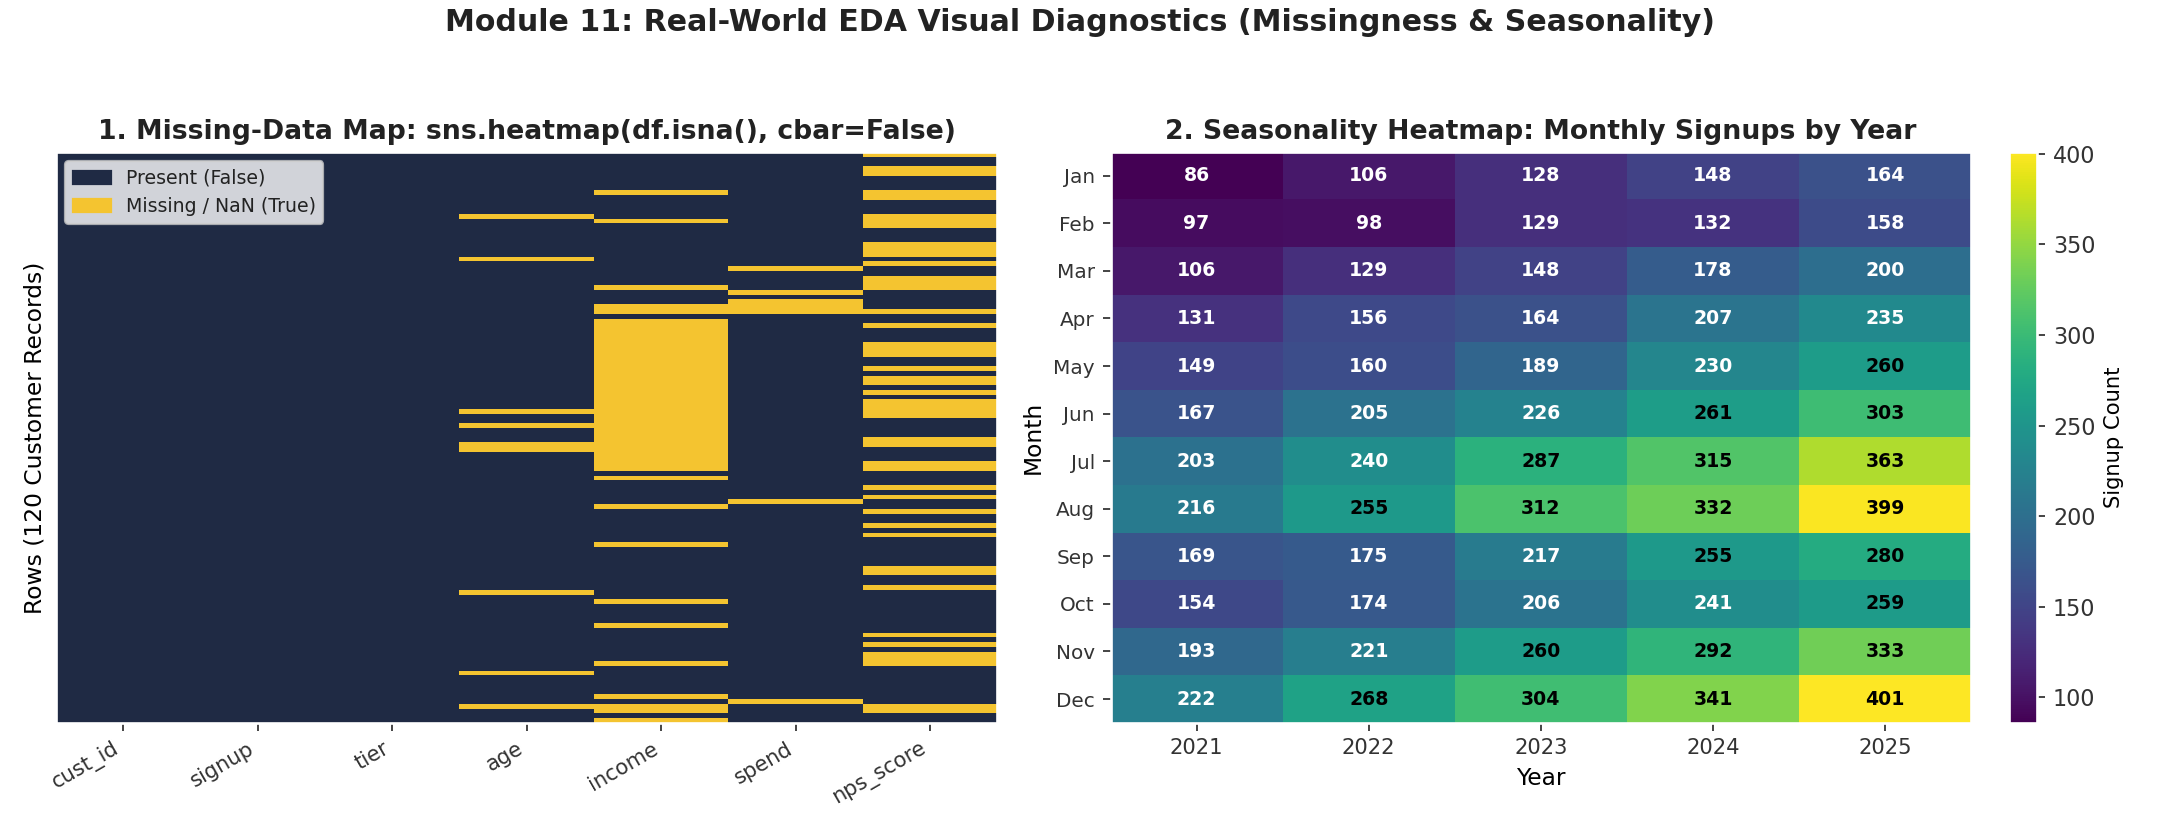 Module 11: Real-World EDA Visual Diagnostics (Missingness & Seasonality)
1. Missing-Data Map: sns.heatmap(df.isna(), cbar=False)
Present (False)
Missing / NaN (True)
Rows (120 Customer Records)
cust_id signup tier age income spend nps_score
2. Seasonality Heatmap: Monthly Signups by Year
Month
Jan 86 106 128 148 164
Feb 97 98 129 132 158
Mar 106 129 148 178 200
Apr 131 156 164 207 235
May 149 160 189 230 260
Jun 167 205 226 261 303
Jul 203 240 287 315 363
Aug 216 255 312 332 399
Sep 169 175 217 255 280
Oct 154 174 206 241 259
Nov 193 221 260 292 333
Dec 222 268 304 341 401
2021 2022 2023 2024 2025
Year
400
350
300
250
200
150
100
Signup Count